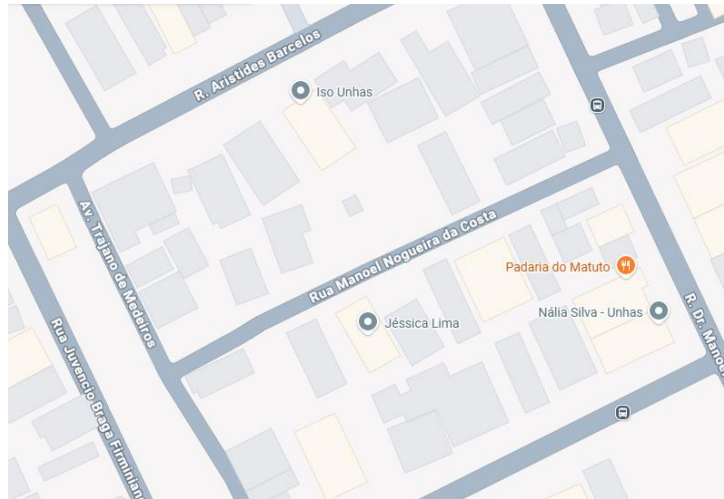 R. Aristides Barcelos
Iso Unhas
Av. Trajano de Medeiros
Rua Manoel Nogueira da Costa
Padaria do Matuto
Nália Silva - Unhas
Jéssica Lima
R. Dr. Manoel
Rua Juvencio Braga Firminiano